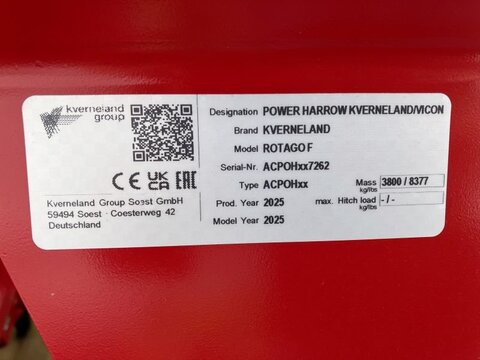 kverneland
group
Designation POWER HARROW KVERNELAND/VICON
Brand KVERNELAND
Model ROTAGO F
Serial-Nr. ACPOHxx7262
Type ACPOHxx Mass kg/lbs 3800 / 8377
Prod. Year 2025 max. Hitch load kg/lbs - / -
Model Year 2025
CE UK CA EAC
Kverneland Group Soest GmbH
59494 Soest - Coesterweg 42
Deutschland